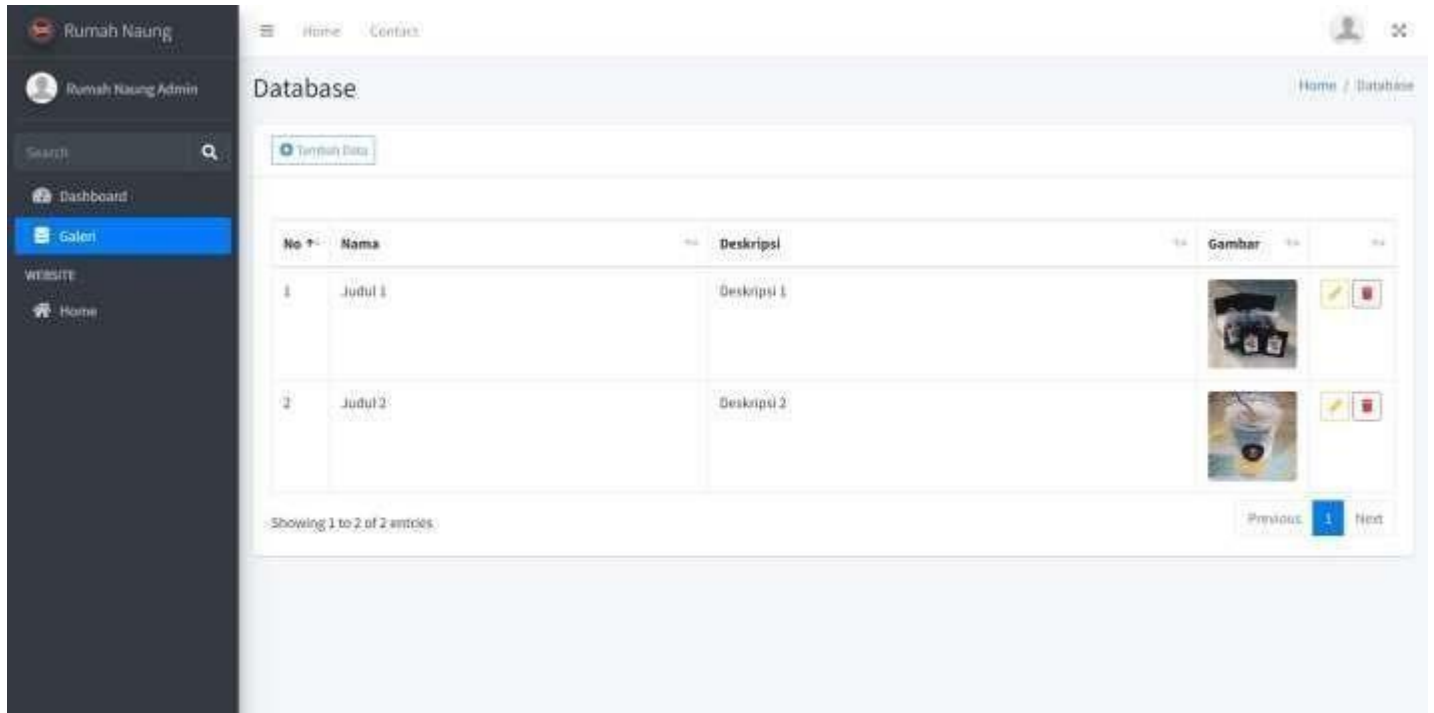 Rumah Naung
Home Contact
Rumah Naung Admin
Database
Home / Database
Search
Tambah Data
Dashboard
Galeri
No Nama Deskripsi Gambar
WEBSITE
1 Judul 1 Deskripsi 1
Home
2 Judul 2 Deskripsi 2
Showing 1 to 2 of 2 entries
Previous 1 Next